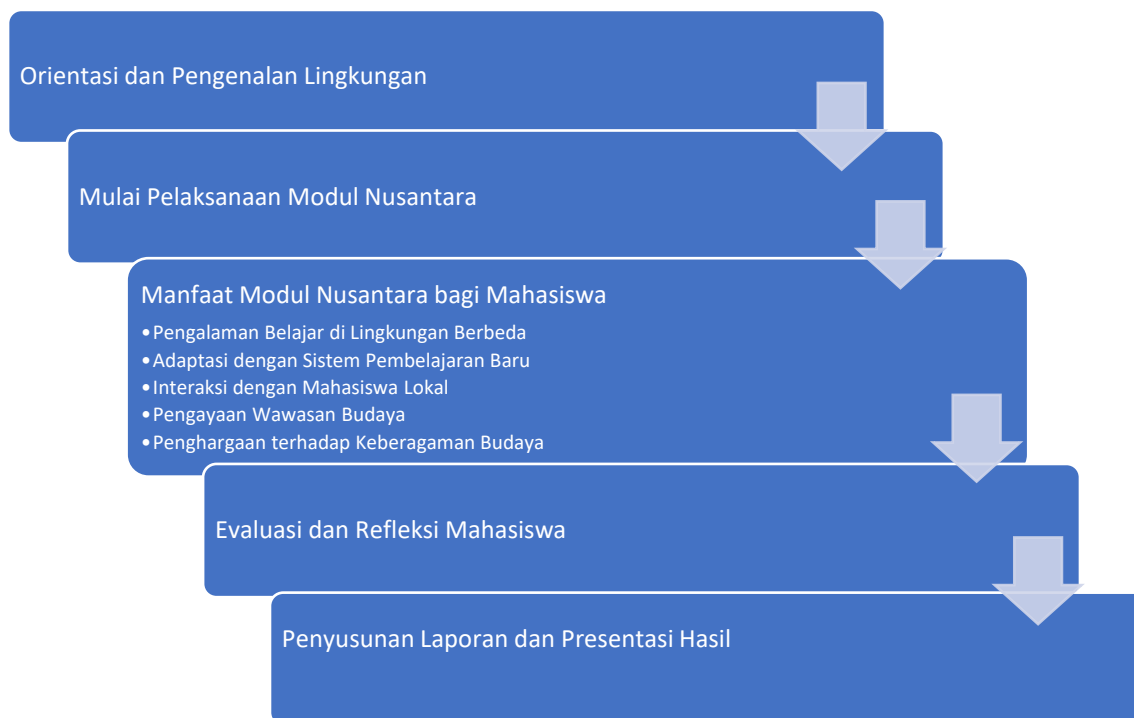 Orientasi dan Pengenalan Lingkungan
Mulai Pelaksanaan Modul Nusantara
Manfaat Modul Nusantara bagi Mahasiswa
•Pengalaman Belajar di Lingkungan Berbeda
•Adaptasi dengan Sistem Pembelajaran Baru
•Interaksi dengan Mahasiswa Lokal
•Pengayaan Wawasan Budaya
•Penghargaan terhadap Keberagaman Budaya
Evaluasi dan Refleksi Mahasiswa
Penyusunan Laporan dan Presentasi Hasil